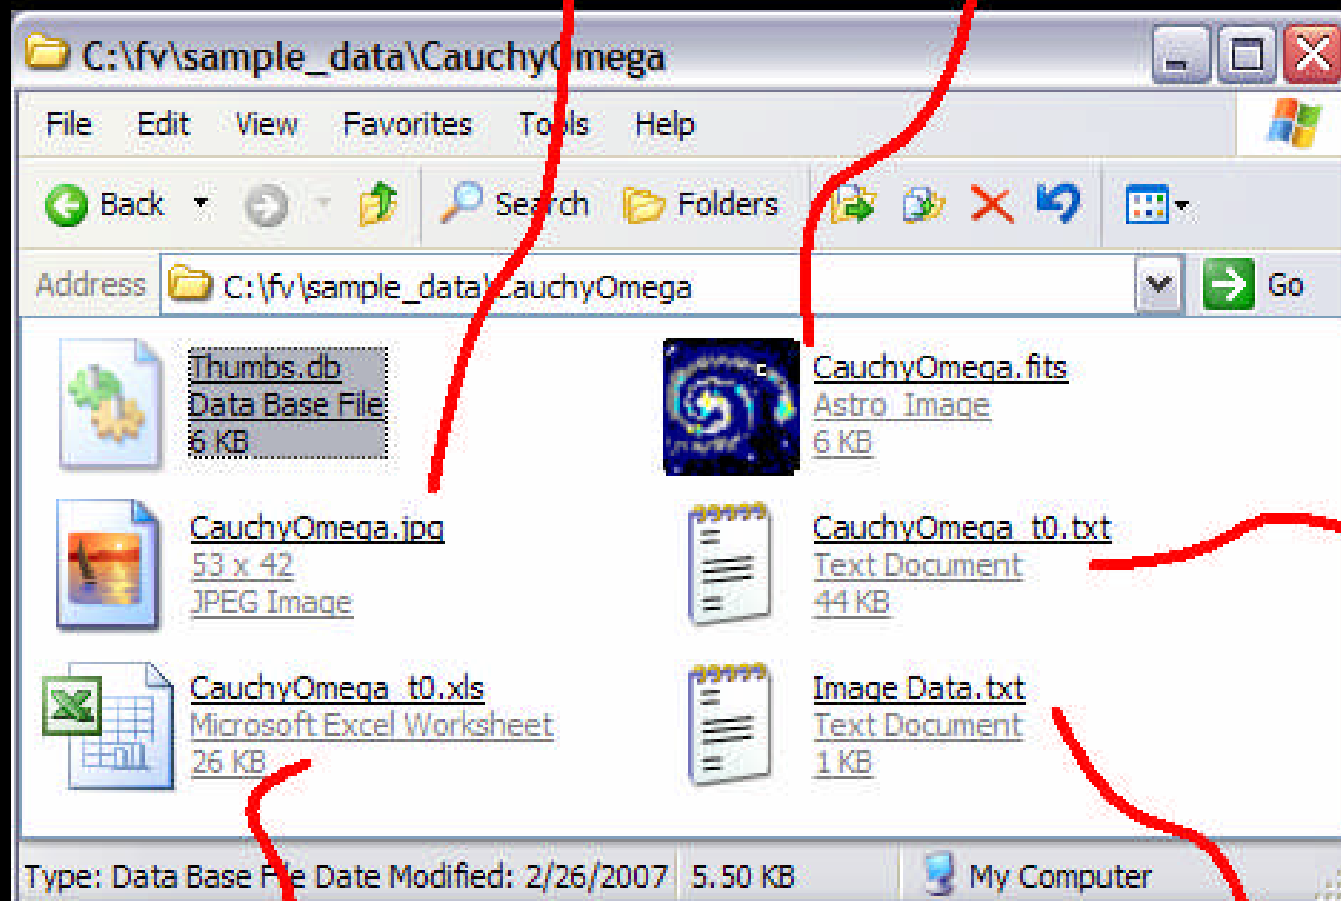 C:\fv\sample_data\CauchyOmega
File Edit View Favorites Tools Help
Back Search Folders
Address C:\fv\sample_data\CauchyOmega Go
Thumbs.db
Data Base File
6 KB
CauchyOmega.fits
Astro Image
6 KB
CauchyOmega.jpg
53 x 42
JPEG Image
CauchyOmega_t0.txt
Text Document
44 KB
CauchyOmega_t0.xls
Microsoft Excel Worksheet
26 KB
Image Data.txt
Text Document
1 KB
Type: Data Base File Date Modified: 2/26/2007 5.50 KB My Computer